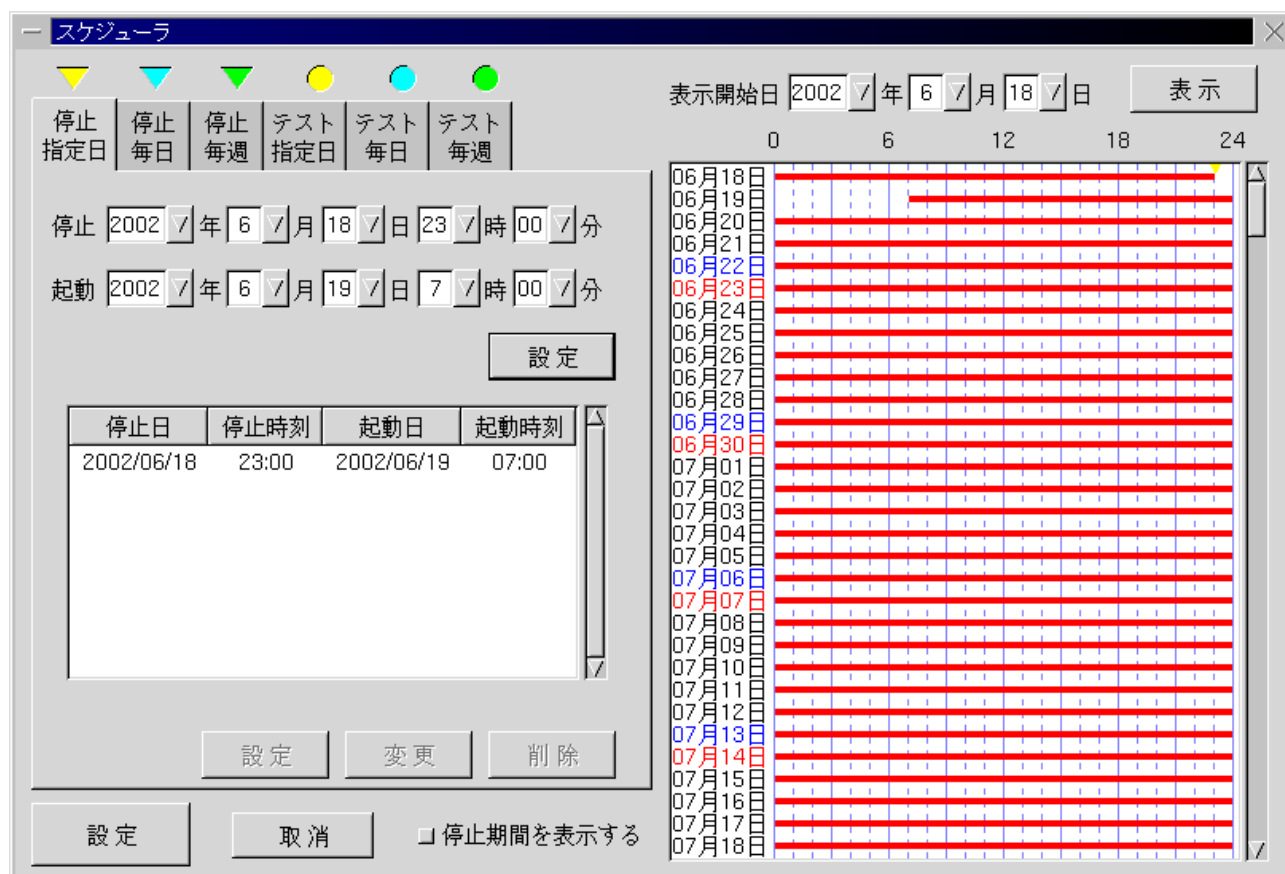 スケジューラ
停止指定日
停止毎日
停止毎週
テスト指定日
テスト毎日
テスト毎週
停止 2002 年 6 月 18 日 23 時 00 分
起動 2002 年 6 月 19 日 7 時 00 分
設定
停止日 停止時刻 起動日 起動時刻
2002/06/18 23:00 2002/06/19 07:00
設定 変更 削除
設定 取消 停止期間を表示する
表示開始日 2002 年 6 月 18 日 表示
0 6 12 18 24
06月18日
06月19日
06月20日
06月21日
06月22日
06月23日
06月24日
06月25日
06月26日
06月27日
06月28日
06月29日
06月30日
07月01日
07月02日
07月03日
07月04日
07月05日
07月06日
07月07日
07月08日
07月09日
07月10日
07月11日
07月12日
07月13日
07月14日
07月15日
07月16日
07月17日
07月18日